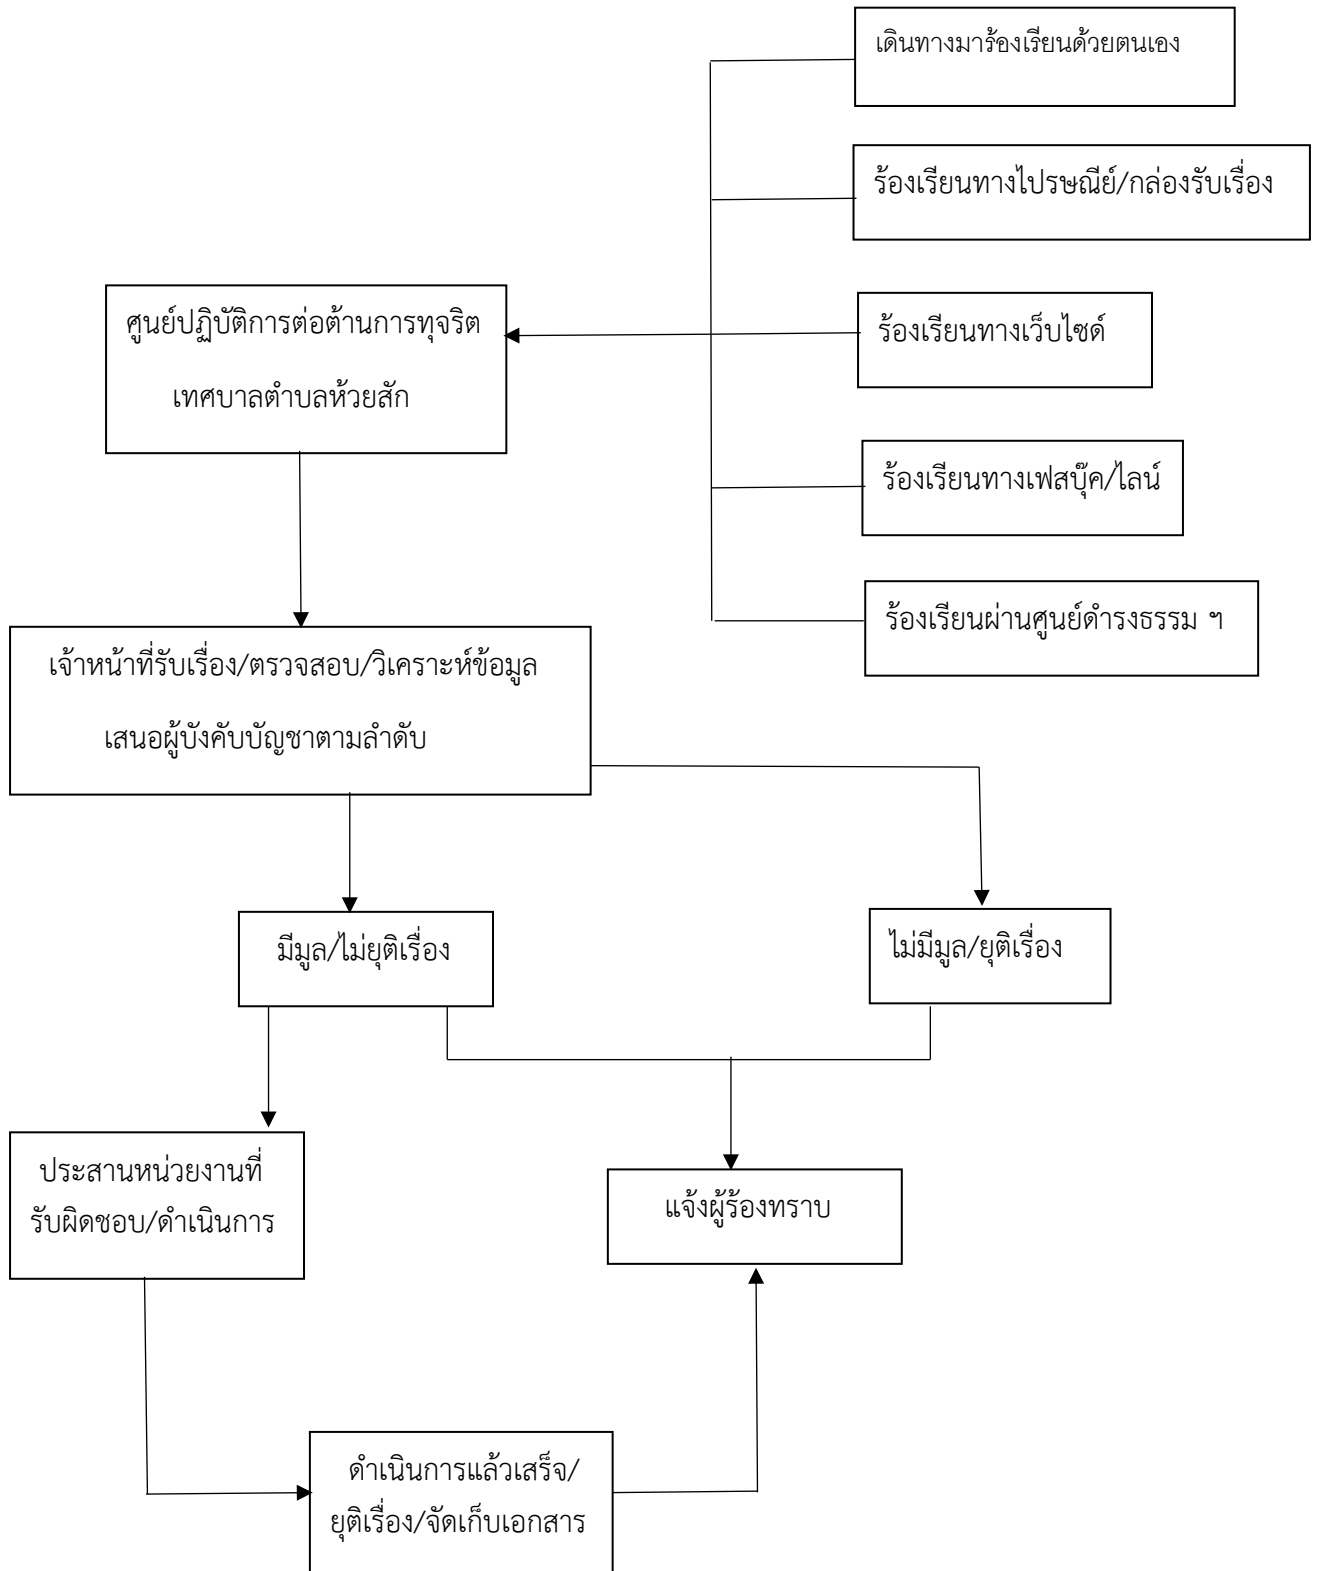 เดินทางมาร้องเรียนด้วยตนเอง
ร้องเรียนทางไปรษณีย์/กล่องรับเรื่อง
ศูนย์ปฏิบัติการต่อต้านการทุจริต
เทศบาลตำบลห้วยสัก
ร้องเรียนทางเว็บไซด์
ร้องเรียนทางเฟสบุ๊ค/ไลน์
ร้องเรียนผ่านศูนย์ดำรงธรรม ฯ
เจ้าหน้าที่รับเรื่อง/ตรวจสอบ/วิเคราะห์ข้อมูล
เสนอผู้บังคับบัญชาตามลำดับ
มีมูล/ไม่ยุติเรื่อง
ไม่มีมูล/ยุติเรื่อง
ประสานหน่วยงานที่
รับผิดชอบ/ดำเนินการ
แจ้งผู้ร้องทราบ
ดำเนินการแล้วเสร็จ/
ยุติเรื่อง/จัดเก็บเอกสาร